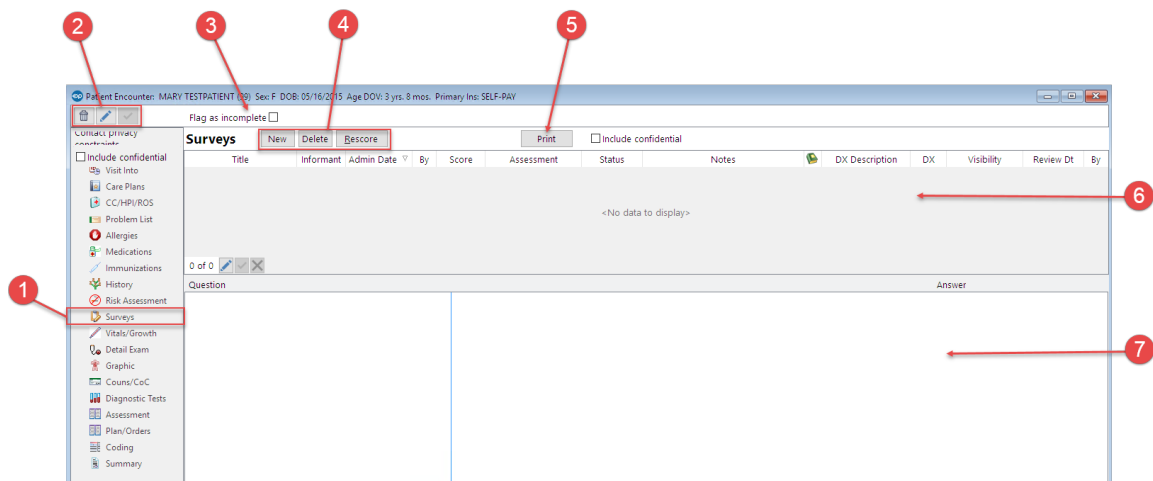 2
3
4
5
Patient Encounter: MARY TESTPATIENT (99) Sex: F DOB: 05/16/2015 Age DOV: 3 yrs. 8 mos. Primary Ins: SELF-PAY
Flag as incomplete
Contact privacy
constraints
Surveys New Delete Rescore Print Include confidential
Include confidential
Title Informant Admin Date By Score Assessment Status Notes DX Description DX Visibility Review Dt By
Visit Info
Care Plans
CC/HPI/ROS
6
<No data to display>
Problem List
Allergies
Medications
Immunizations
0 of 0
History
Question Answer
1
Risk Assessment
Surveys
Vitals/Growth
Detail Exam
7
Graphic
Couns/CoC
Diagnostic Tests
Assessment
Plan/Orders
Coding
Summary